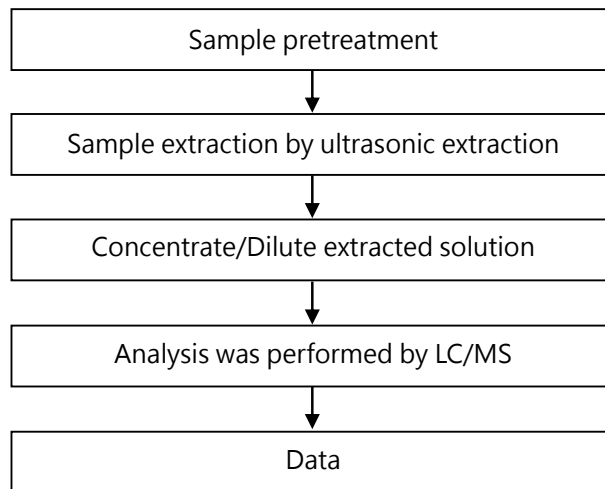 Sample pretreatment
Sample extraction by ultrasonic extraction
Concentrate/Dilute extracted solution
Analysis was performed by LC/MS
Data